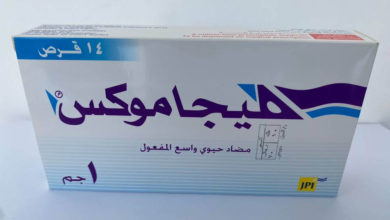 ١٤ قرص
ميجاموكس
مضاد حيوي واسع المفعول
١ جم
JPI